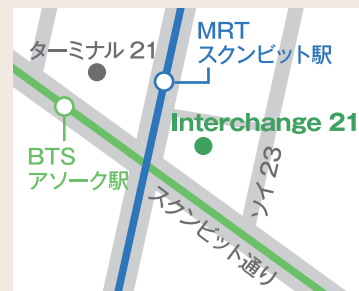 MRT
スクンビット駅
ターミナル 21
Interchange 21
BTS
アソーク駅
ソイ 23
スクンビット通り